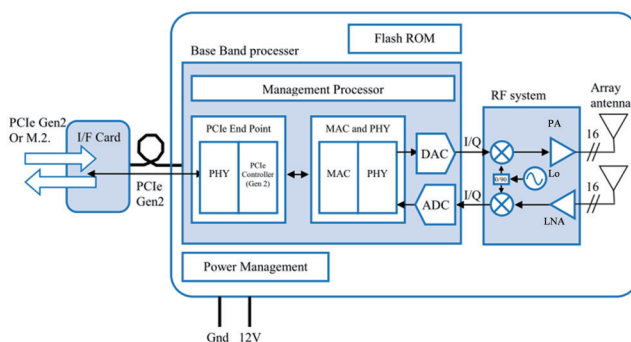 Flash ROM
Base Band processer
Management Processor
RF system
Array
antenna
PCIe Gen2
Or M.2.
I/F Card
PCIe
Gen2
PCIe End Point
PHY
PCIe
Controller
(Gen 2)
MAC and PHY
MAC
PHY
DAC
ADC
I/Q
I/Q
PA
0/90
Lo
LNA
16
16
Power Management
Gnd
12V